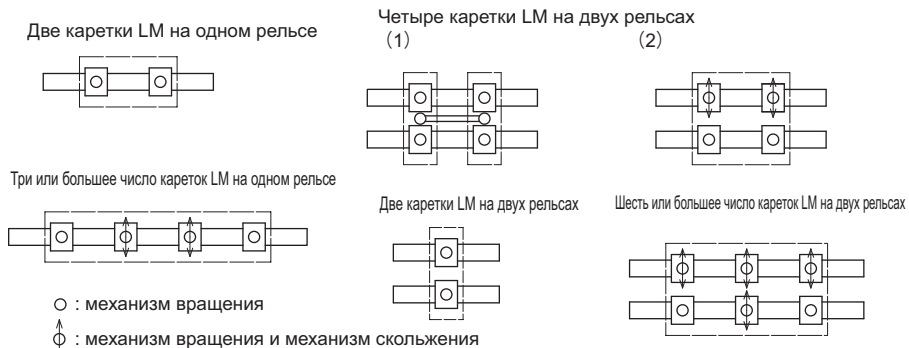 Две каретки LM на одном рельсе
Четыре каретки LM на двух рельсах
(1)
(2)
Три или большее число кареток LM на одном рельсе
Две каретки LM на двух рельсах
Шесть или большее число кареток LM на двух рельсах
: механизм вращения
: механизм вращения и механизм скольжения